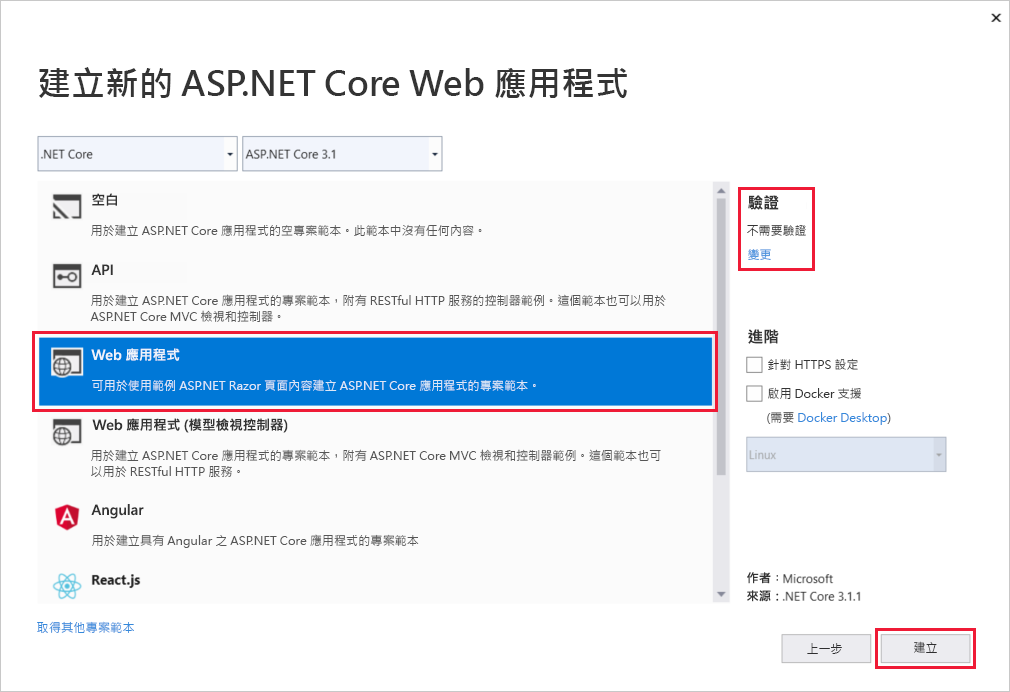 建立新的 ASP.NET Core Web 應用程式
.NET Core
ASP.NET Core 3.1
空白
用於建立 ASP.NET Core 應用程式的空專案範本。此範本中沒有任何內容。
API
用於建立 ASP.NET Core 應用程式的專案範本，附有 RESTful HTTP 服務的控制器範例。這個範本也可以用於
ASP.NET Core MVC 檢視和控制器。
Web 應用程式
可用於使用範例 ASP.NET Razor 頁面內容建立 ASP.NET Core 應用程式的專案範本。
Web 應用程式 (模型檢視控制器)
用於建立 ASP.NET Core 應用程式的專案範本，附有 ASP.NET Core MVC 檢視和控制器範例。這個範本也可
以用於 RESTful HTTP 服務。
Angular
用於建立具有 Angular 之 ASP.NET Core 應用程式的專案範本
React.js
取得其他專案範本
驗證
不需要驗證
變更
進階
針對 HTTPS 設定
啟用 Docker 支援
(需要 Docker Desktop)
Linux
作者：Microsoft
來源：.NET Core 3.1.1
上一步
建立